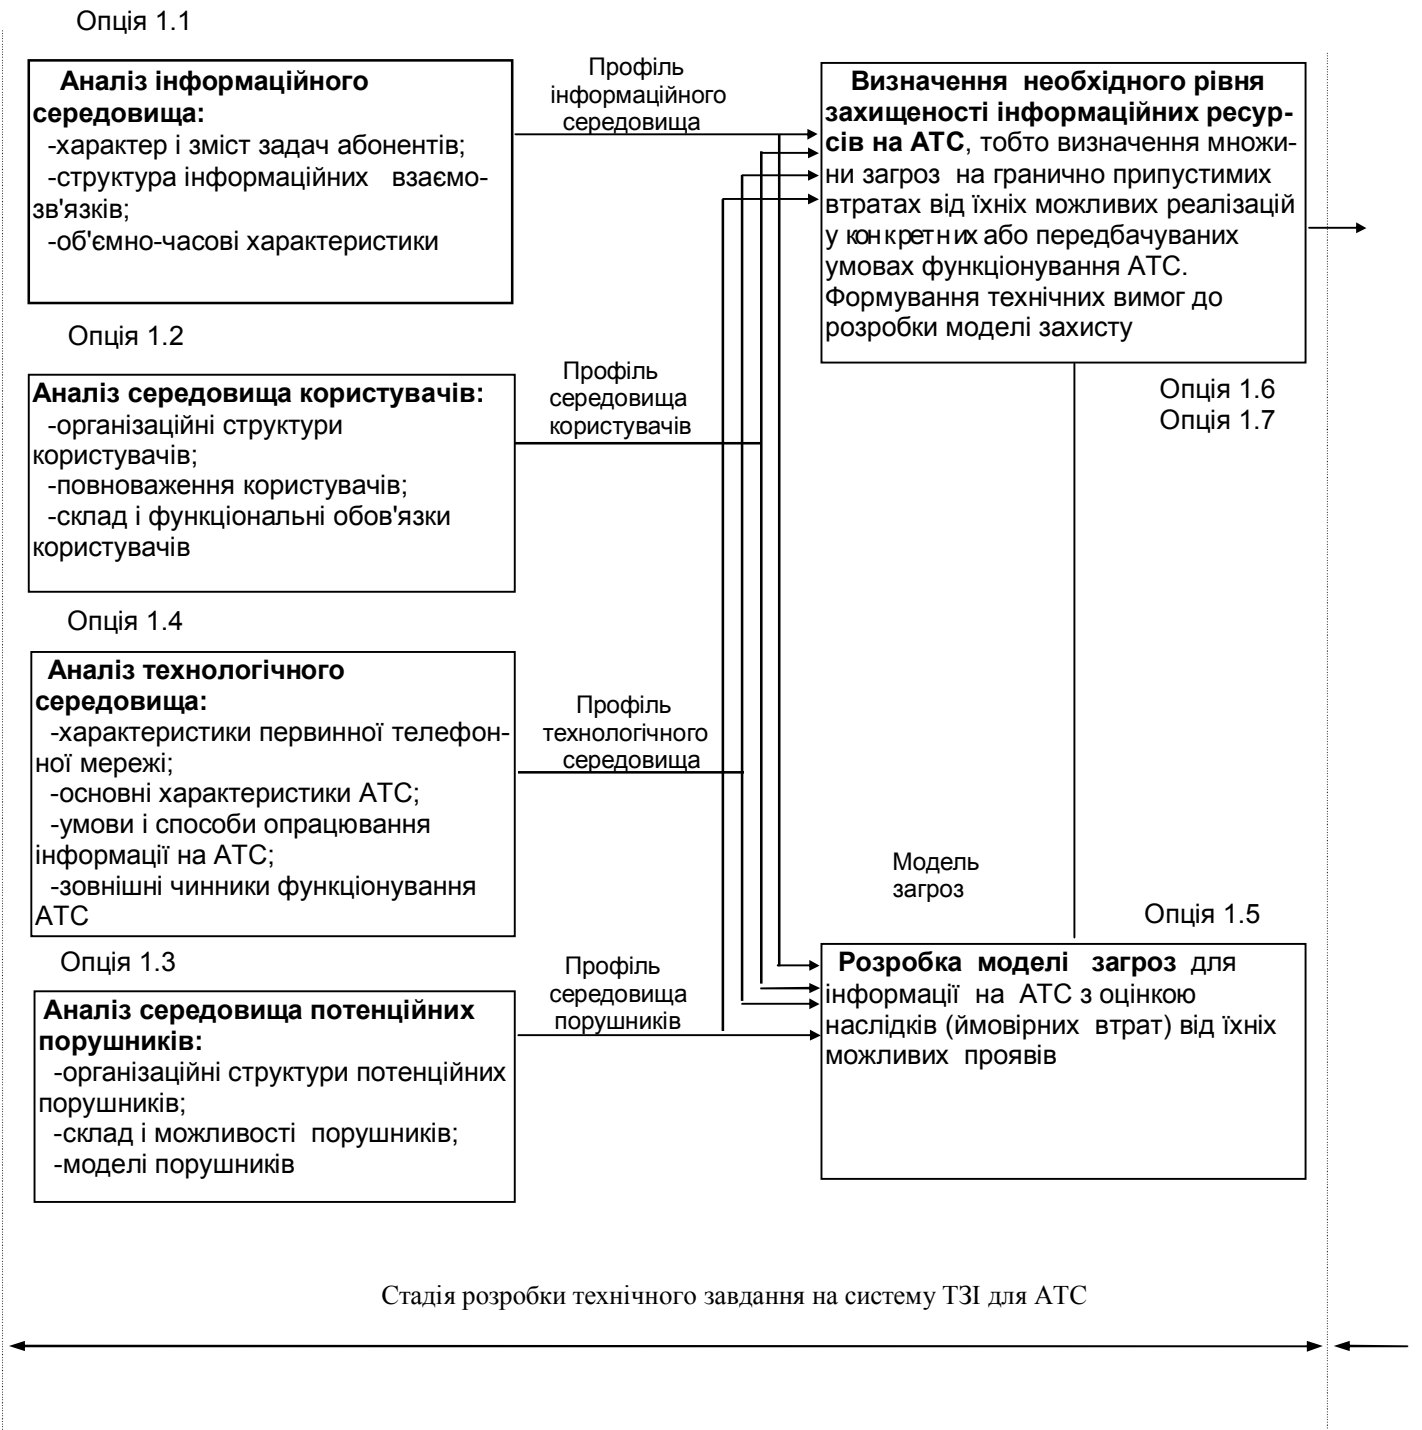 Опція 1.1
Аналіз інформаційного
середовища:
-характер і зміст задач абонентів;
-структура інформаційних взаємо-
зв'язків;
-об'ємно-часові характеристики
Профіль
інформаційного
середовища
Визначення необхідного рівня
захищеності інформаційних ресур-
сів на АТС, тобто визначення множи-
ни загроз на гранично припустимих
втратах від їхніх можливих реалізацій
у конкретних або передбачуваних
умовах функціонування АТС.
Формування технічних вимог до
розробки моделі захисту
Опція 1.6
Опція 1.7
Опція 1.2
Аналіз середовища користувачів:
-організаційні структури
користувачів;
-повноваження користувачів;
-склад і функціональні обов'язки
користувачів
Профіль
середовища
користувачів
Опція 1.4
Аналіз технологічного
середовища:
-характеристики первинної телефон-
ної мережі;
-основні характеристики АТС;
-умови і способи опрацювання
інформації на АТС;
-зовнішні чинники функціонування
АТС
Профіль
технологічного
середовища
Модель
загроз
Опція 1.5
Розробка моделі загроз для
інформації на АТС з оцінкою
наслідків (ймовірних втрат) від їхніх
можливих проявів
Опція 1.3
Аналіз середовища потенційних
порушників:
-організаційні структури потенційних
порушників;
-склад і можливості порушників;
-моделі порушників
Профіль
середовища
порушників
Стадія розробки технічного завдання на систему ТЗІ для АТС